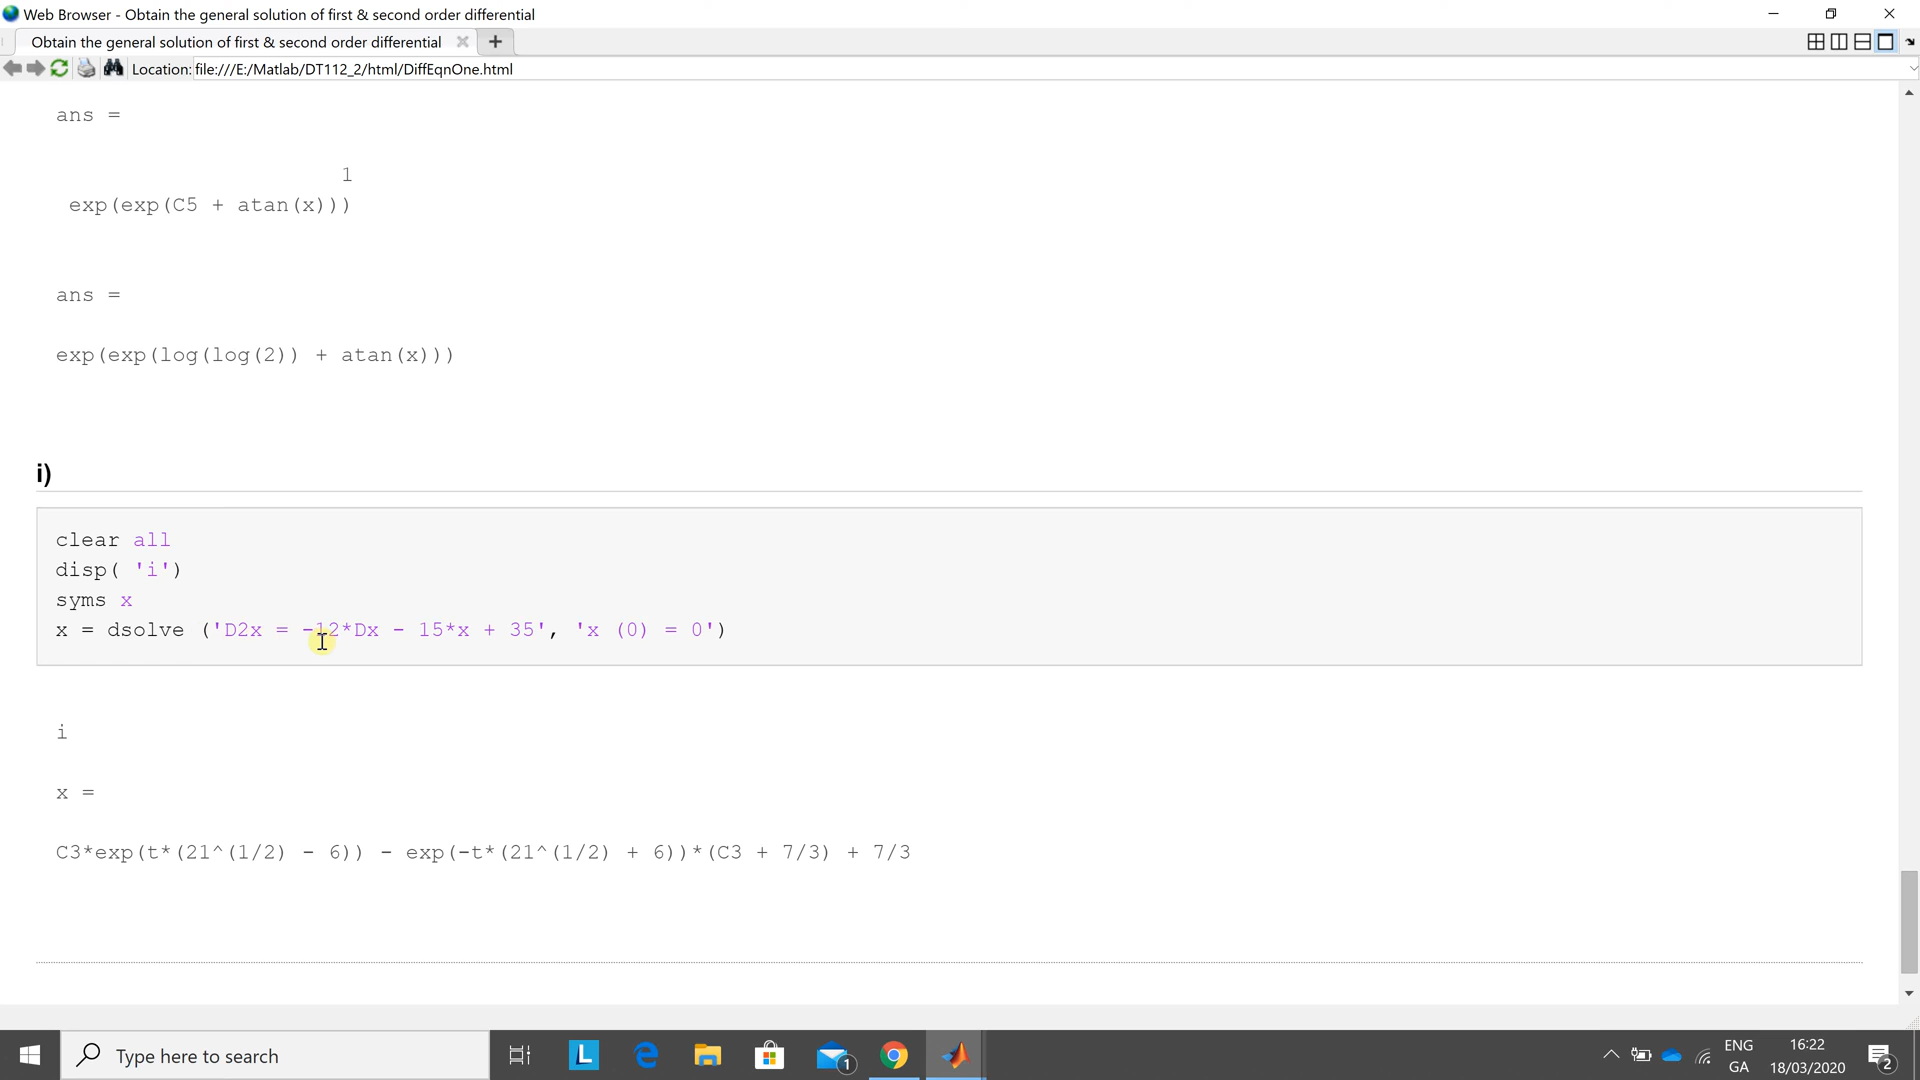 Web Browser - Obtain the general solution of first & second order differential
Obtain the general solution of first & second order differential
Location: file:///E:/Matlab/DT112_2/html/DiffEqnOne.html
ans =
1
exp(exp(C5 + atan(x)))
ans =
exp(exp(log(log(2)) + atan(x)))
i)
clear all
disp( 'i')
syms x
x = dsolve ('D2x = -12*Dx - 15*x + 35', 'x (0) = 0')
i
x =
C3*exp(t*(21^(1/2) - 6)) - exp(-t*(21^(1/2) + 6))*(C3 + 7/3) + 7/3
Type here to search
L
1
ENG
GA
16:22
18/03/2020
2